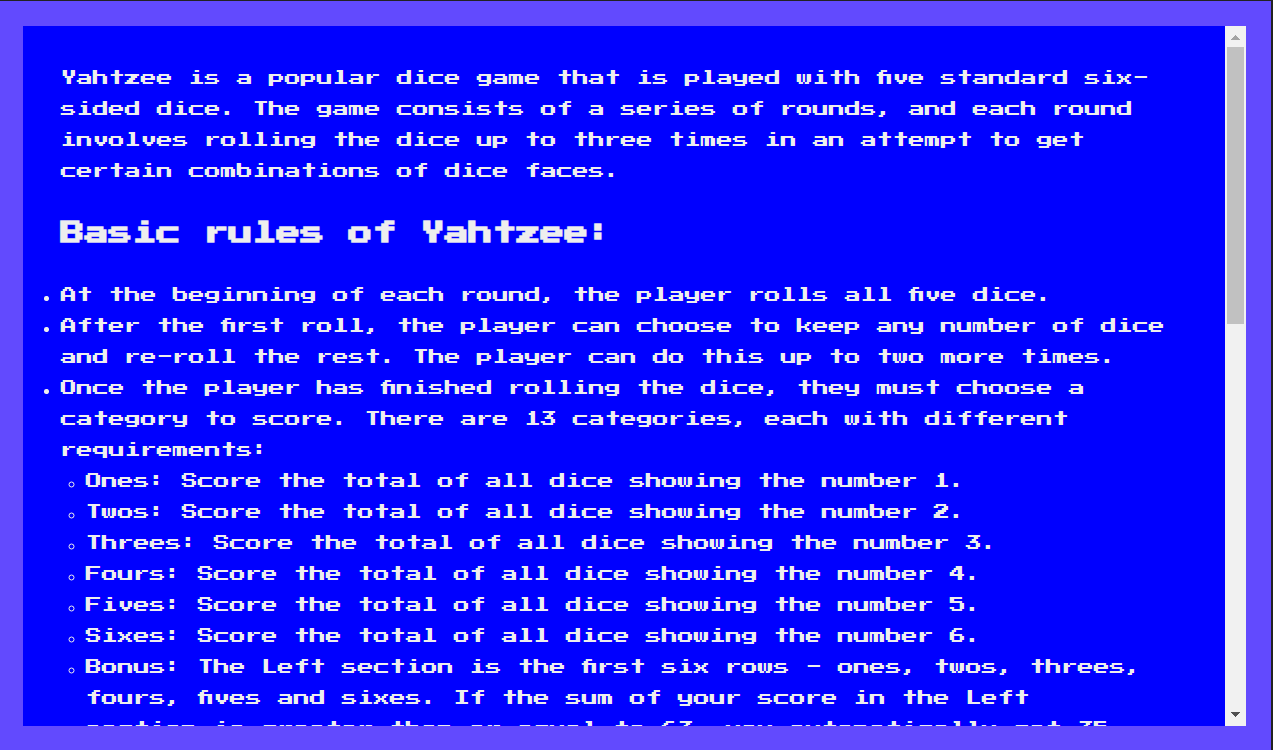 Yahtzee is a popular dice game that is played with five standard six-
sided dice. The game consists of a series of rounds, and each round
involves rolling the dice up to three times in an attempt to get
certain combinations of dice faces.
Basic rules of Yahtzee:
At the beginning of each round, the player rolls all five dice.
After the first roll, the player can choose to keep any number of dice
and re-roll the rest. The player can do this up to two more times.
Once the player has finished rolling the dice, they must choose a
category to score. There are 13 categories, each with different
requirements:
Ones: Score the total of all dice showing the number 1.
Twos: Score the total of all dice showing the number 2.
Threes: Score the total of all dice showing the number 3.
Fours: Score the total of all dice showing the number 4.
Fives: Score the total of all dice showing the number 5.
Sixes: Score the total of all dice showing the number 6.
Bonus: The Left section is the first six rows - ones, twos, threes,
fours, fives and sixes. If the sum of your score in the Left